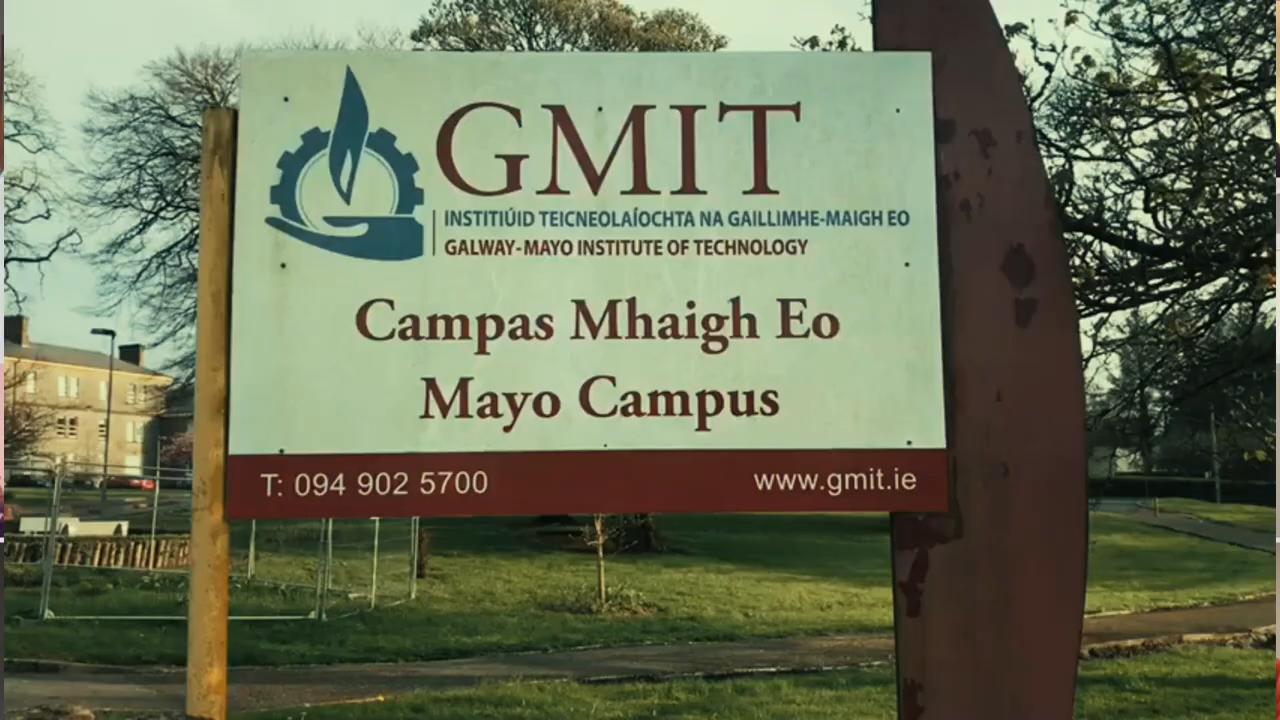 GMIT
INSTITIÚID TEICNEOLAÍOCHTA NA GAILLIMHE-MAIGH EO
GALWAY-MAYO INSTITUTE OF TECHNOLOGY
Campas Mhaigh Eo
Mayo Campus
T: 094 902 5700
www.gmit.ie